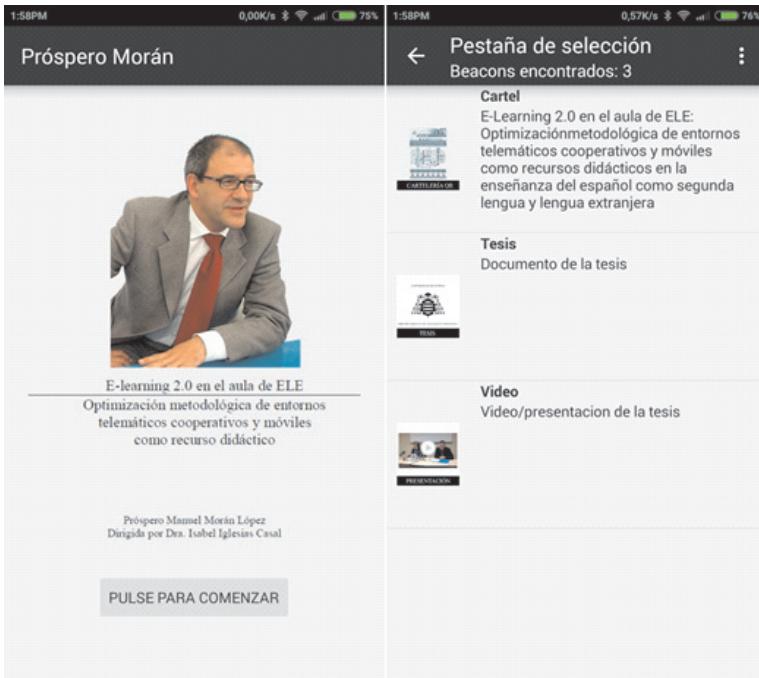 1:58PM 0,00K/s 75%
Próspero Morán
E-learning 2.0 en el aula de ELE
Optimización metodológica de entornos
telemáticos cooperativos y móviles
como recurso didáctico
Próspero Manuel Morán López
Dirigida por Dra. Isabel Iglesias Casal
PULSE PARA COMENZAR
1:58PM 0,57K/s 76%
Pestaña de selección
Beacons encontrados: 3
Cartel
E-Learning 2.0 en el aula de ELE:
Optimizaciónmetodológica de entornos
telemáticos cooperativos y móviles
como recursos didácticos en la
enseñanza del español como segunda
lengua y lengua extranjera
CARTELERÍA QR
Tesis
Documento de la tesis
TESIS
Video
Video/presentacion de la tesis
PRESENTACIÓN